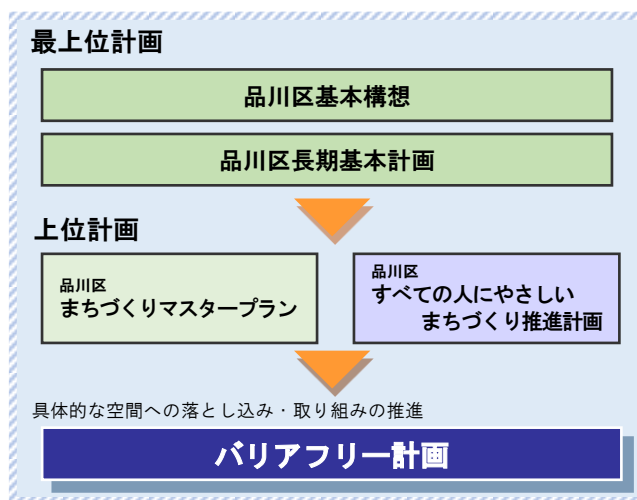 最上位計画
品川区基本構想
品川区長期基本計画
上位計画
品川区
まちづくりマスタープラン
品川区
すべての人にやさしい
まちづくり推進計画
具体的な空間への落とし込み・取り組みの推進
バリアフリー計画